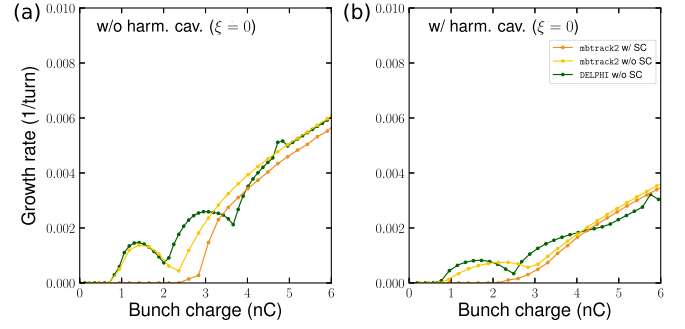 (a)
w/o harm. cav. (ξ = 0)
0.010
0.008
0.006
0.004
0.002
0.000
Growth rate (1/turn)
0 1 2 3 4 5 6
Bunch charge (nC)
(b)
w/ harm. cav. (ξ = 0)
mbtrack2 w/ SC
mbtrack2 w/o SC
DELPHI w/o SC
0.010
0.008
0.006
0.004
0.002
0.000
0 1 2 3 4 5 6
Bunch charge (nC)